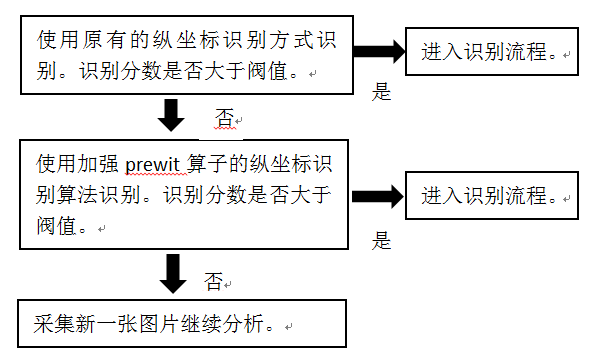 使用原有的纵坐标识别方式识
别。识别分数是否大于阀值。
进入识别流程。
是
否
使用加强 prewit 算子的纵坐标识
别算法识别。识别分数是否大于
阀值。
进入识别流程。
是
否
采集新一张图片继续分析。